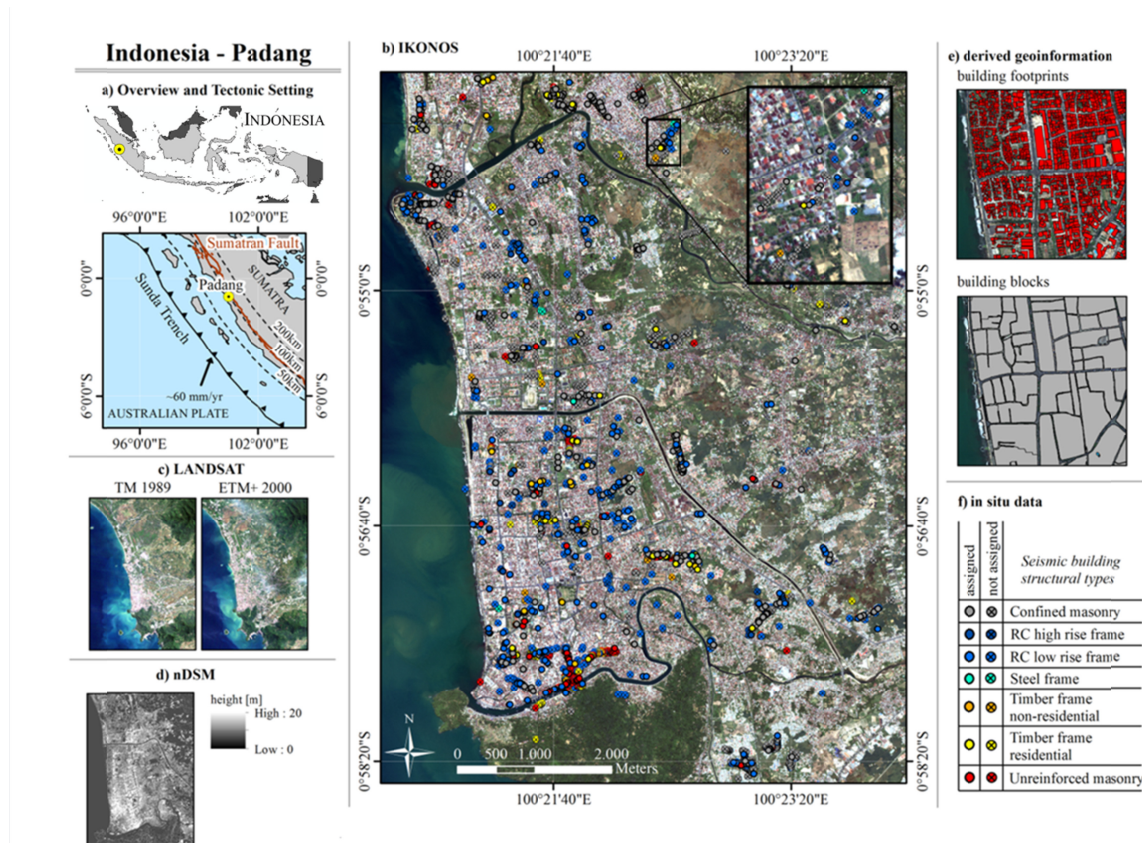 Indonesia - Padang
a) Overview and Tectonic Setting
INDONESIA
96°0'0"E
102°0'0"E
0°0'0"
0°0'0"
6°0'0"S
6°0'0"S
Sumatran Fault
Padang
SUMATRA
Sunda Trench
200km
100km
50km
~60 mm/yr
AUSTRALIAN PLATE
96°0'0"E
102°0'0"E
c) LANDSAT
TM 1989
ETM+ 2000
d) nDSM
height [m]
High : 20
Low : 0
b) IKONOS
100°21'40"E
100°23'20"E
0°55'0"S
0°55'0"S
0°56'40"S
0°56'40"S
0°58'20"S
0°58'20"S
N
0 500 1.000 2.000
Meters
100°21'40"E
100°23'20"E
e) derived geoinformation
building footprints
building blocks
f) in situ data
assigned
not assigned
Seismic building
structural types
Confined masonry
RC high rise frame
RC low rise frame
Steel frame
Timber frame
non-residential
Timber frame
residential
Unreinforced masonry